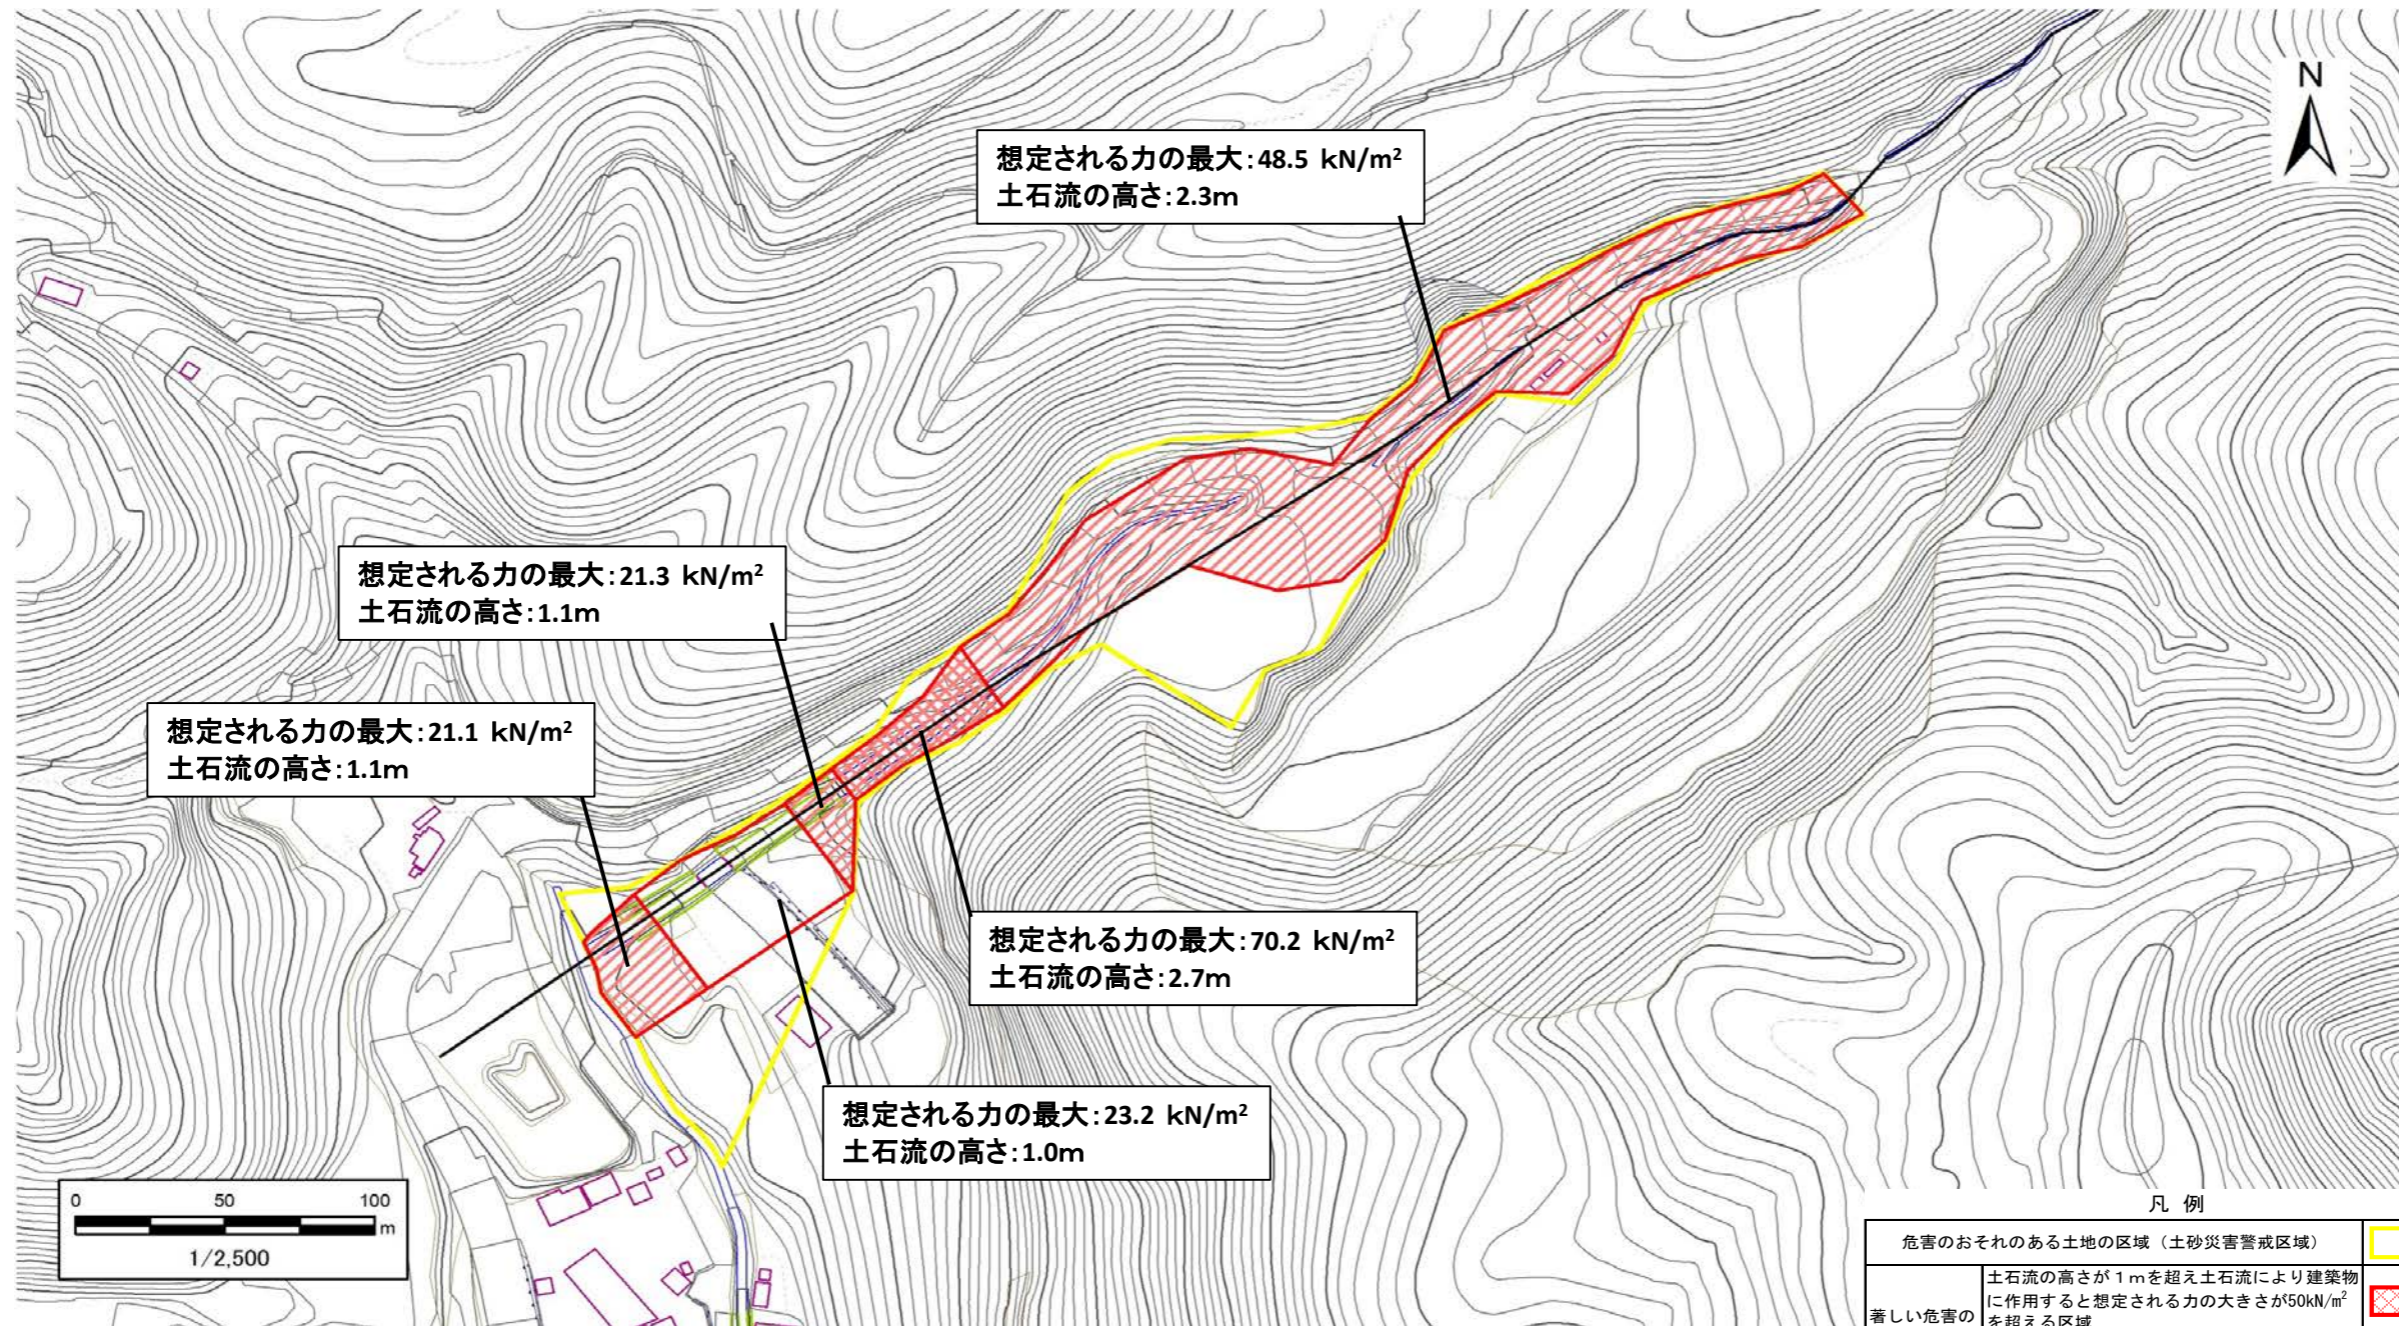 N
想定される力の最大:48.5 kN/m²
土石流の高さ:2.3m
想定される力の最大:21.3 kN/m²
土石流の高さ:1.1m
想定される力の最大:21.1 kN/m²
土石流の高さ:1.1m
想定される力の最大:70.2 kN/m²
土石流の高さ:2.7m
想定される力の最大:23.2 kN/m²
土石流の高さ:1.0m
0 50 100
m
1/2,500
凡 例
危害のおそれのある土地の区域（土砂災害警戒区域）
土石流の高さが１ｍを超え土石流により建築物
に作用すると想定される力の大きさが50kN/m²
を超える区域
著しい危害の